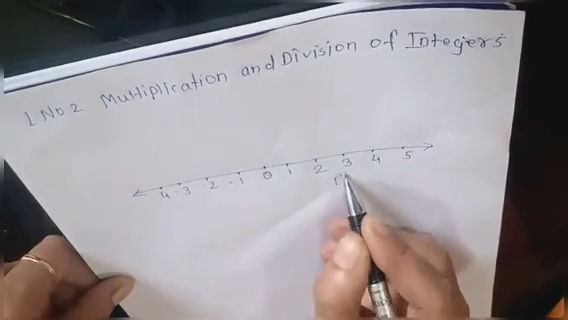 L No 2 Multiplication and Division of Integers
4 -3 -2 -1 0 1 2 3 4 5